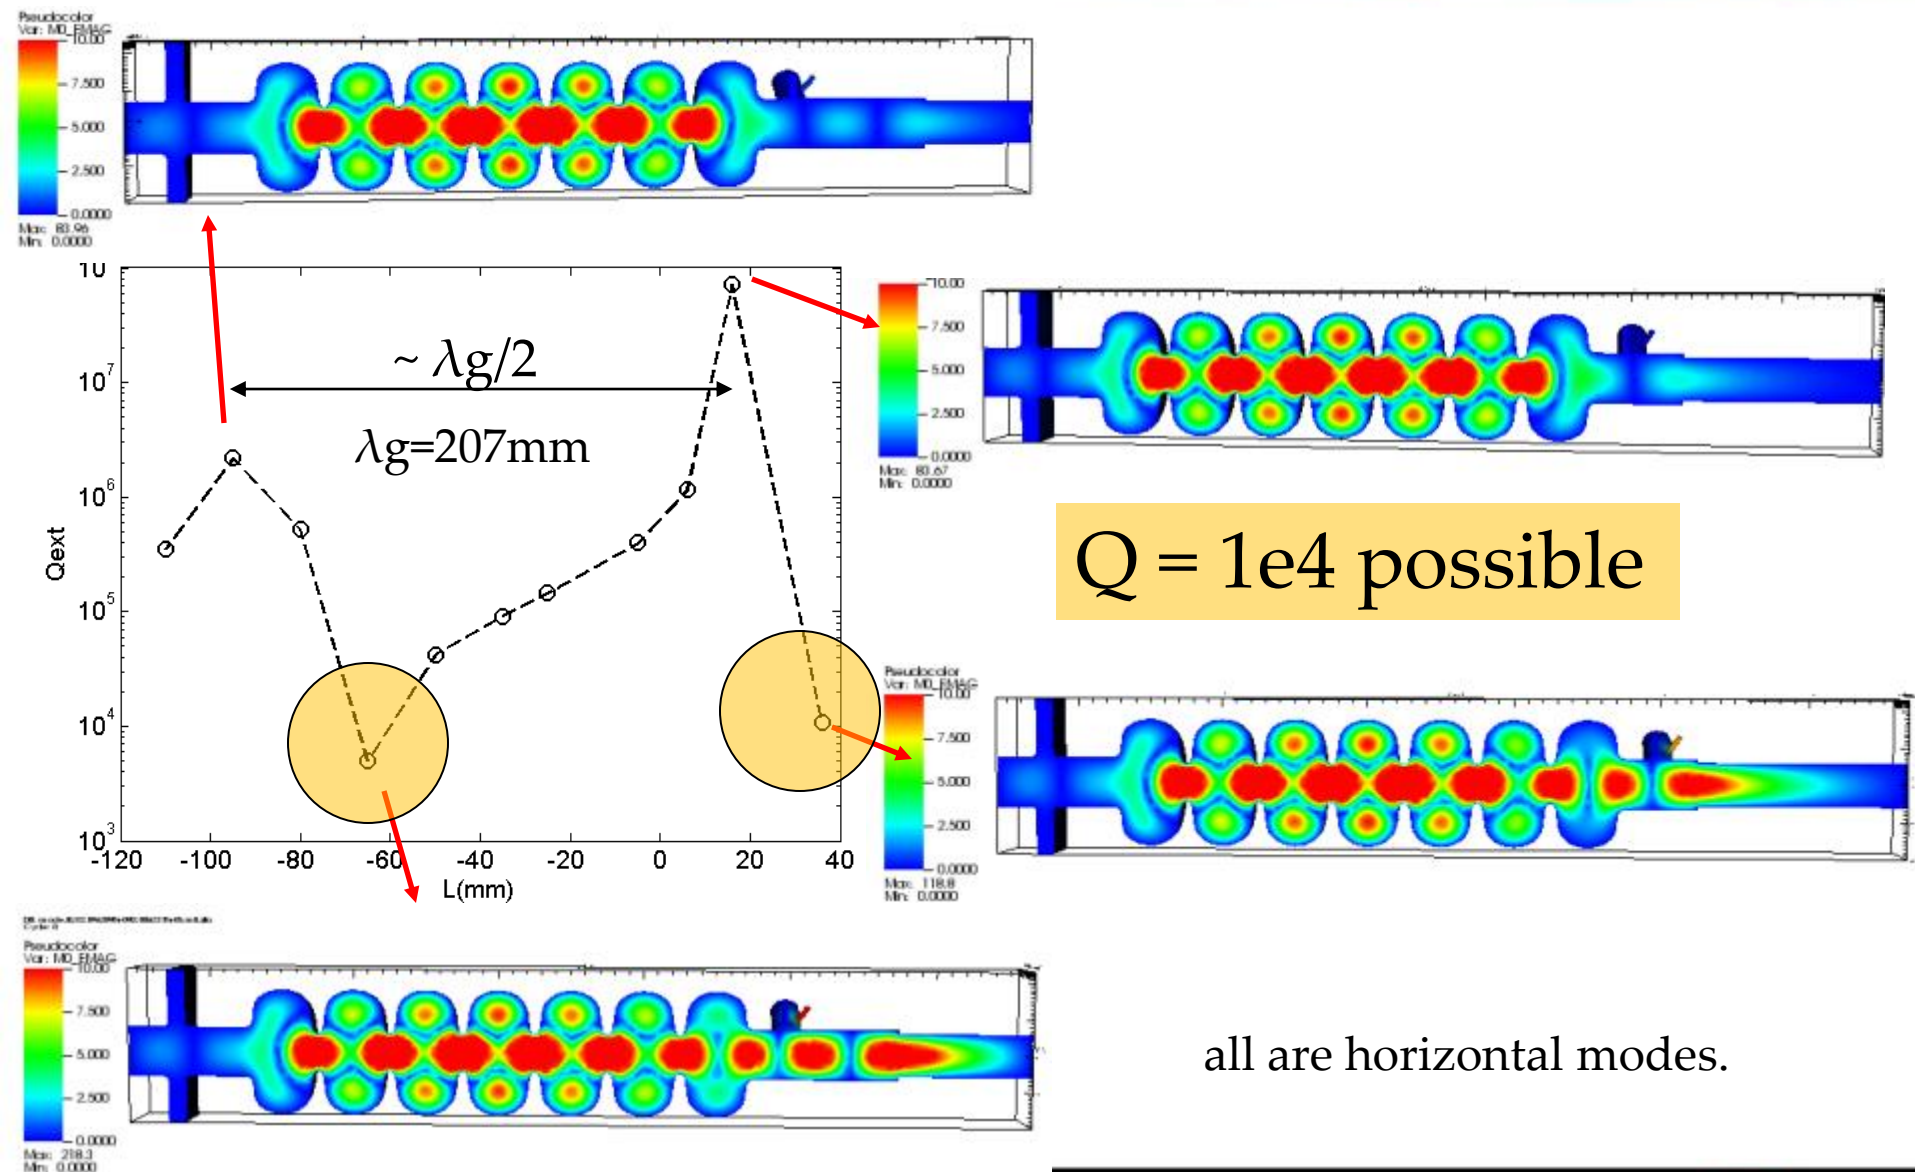 Pseudocolor
Var: M0_EMAG
10.00
7.500
5.000
2.500
0.0000
Max: 83.96
Min: 0.0000
10
10^7
10^6
10^5
10^4
10^3
Qext
-120 -100 -80 -60 -40 -20 0 20 40
L(mm)
~ λg/2
λg=207mm
10.00
7.500
5.000
2.500
0.0000
Max: 83.67
Min: 0.0000
Q = 1e4 possible
Pseudocolor
Var: M0_EMAG
10.00
7.500
5.000
2.500
0.0000
Max: 118.8
Min: 0.0000
Pseudocolor
Var: M0_EMAG
10.00
7.500
5.000
2.500
0.0000
Max: 218.3
Min: 0.0000
all are horizontal modes.